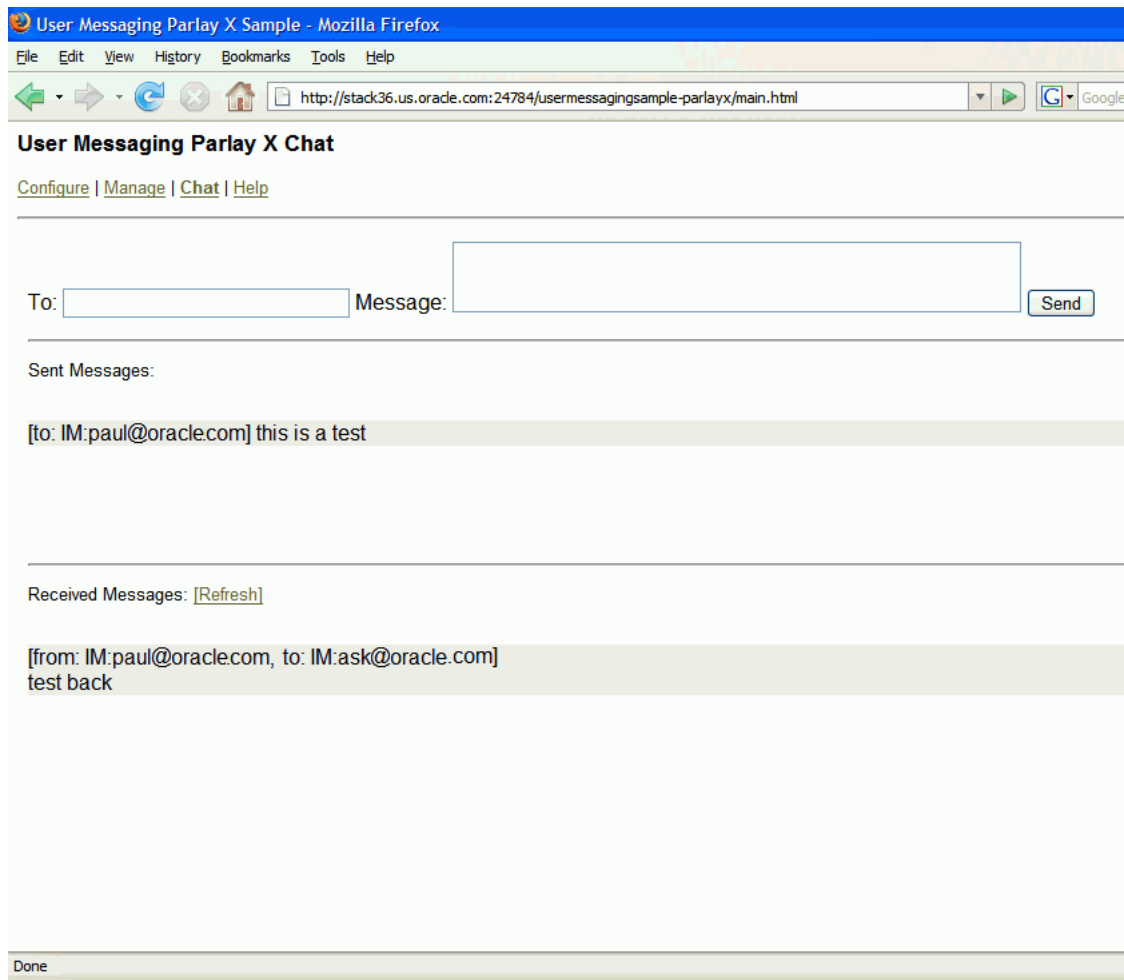 User Messaging Parlay X Sample - Mozilla Firefox
File Edit View History Bookmarks Tools Help
http://stack36.us.oracle.com:24784/usermessagingsample-parlayx/main.html G Google
User Messaging Parlay X Chat
Configure | Manage | Chat | Help
To: Message: Send
Sent Messages:
[to: IM:paul@oracle.com] this is a test
Received Messages: [Refresh]
[from: IM:paul@oracle.com, to: IM:ask@oracle.com]
test back
Done